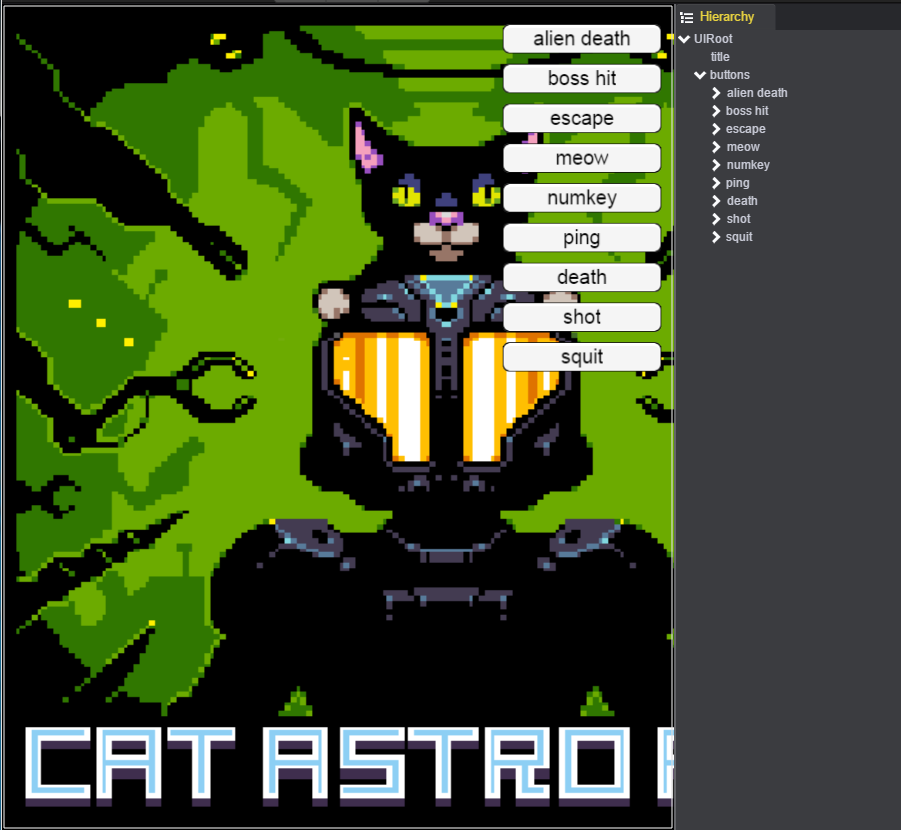 alien death
boss hit
escape
meow
numkey
ping
death
shot
squit
CAT ASTRO
Hierarchy
UIRoot
title
buttons
alien death
boss hit
escape
meow
numkey
ping
death
shot
squit